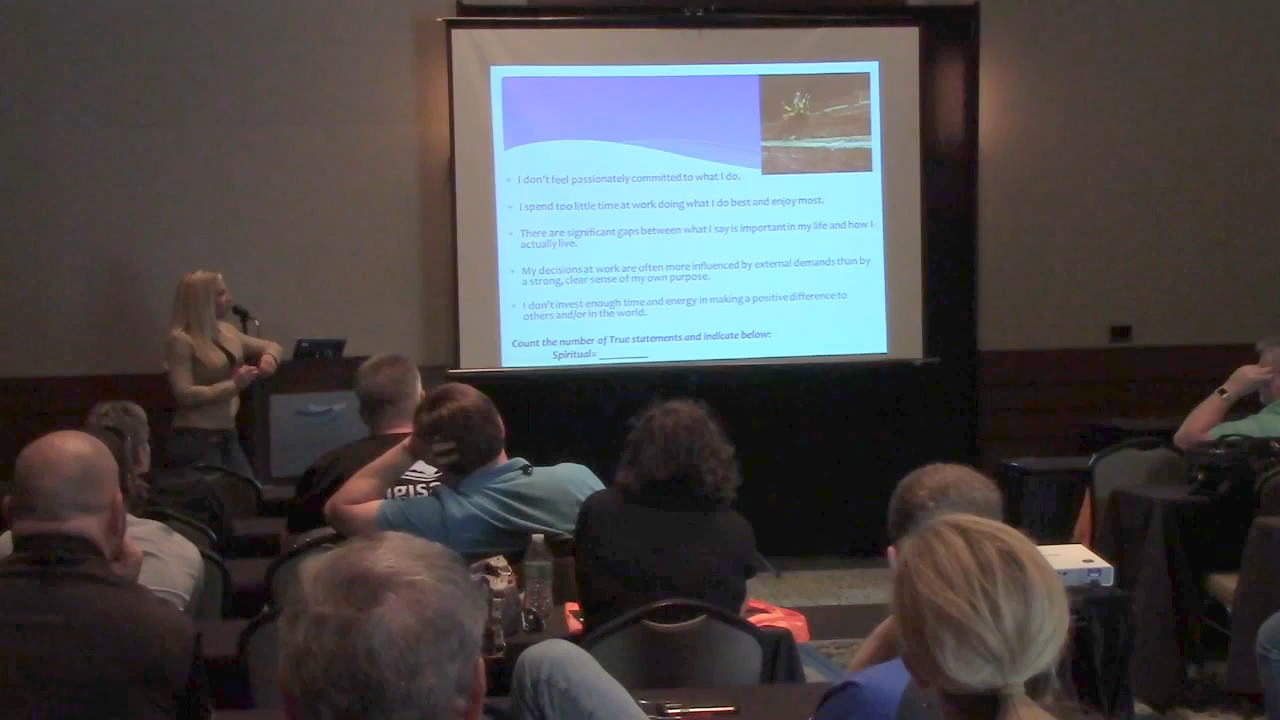 I don't feel passionately committed to what I do.
I spend too little time at work doing what I do best and enjoy most.
There are significant gaps between what I say is important in my life and how I
actually live.
My decisions at work are often more influenced by external demands than by
a strong, clear sense of my own purpose.
I don't invest enough time and energy in making a positive difference to
others and/or in the world.
Count the number of True statements and indicate below:
Spiritual= ________